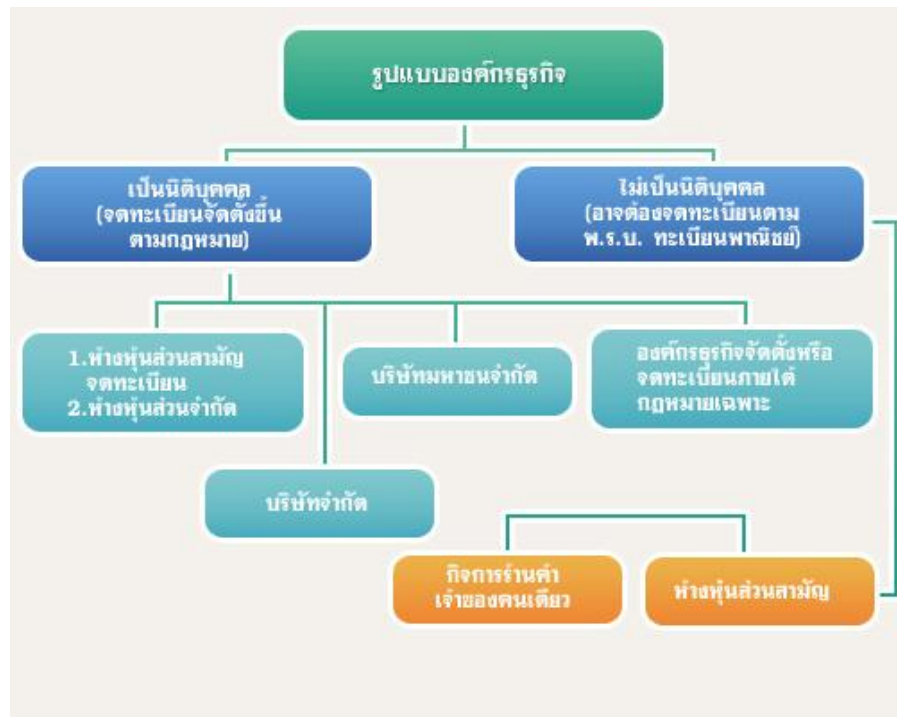 รูปแบบองค์กรธุรกิจ
เป็นนิติบุคคล
(จดทะเบียนจัดตั้งขึ้น
ตามกฎหมาย)
ไม่เป็นนิติบุคคล
(อาจต้องจดทะเบียนตาม
พ.ร.บ. ทะเบียนพาณิชย์)
1.ห้างหุ้นส่วนสามัญ
จดทะเบียน
2.ห้างหุ้นส่วนจำกัด
บริษัทมหาชนจำกัด
องค์กรธุรกิจจัดตั้งหรือ
จดทะเบียนภายใต้
กฎหมายเฉพาะ
บริษัทจำกัด
กิจการร้านค้า
เจ้าของคนเดียว
ห้างหุ้นส่วนสามัญ